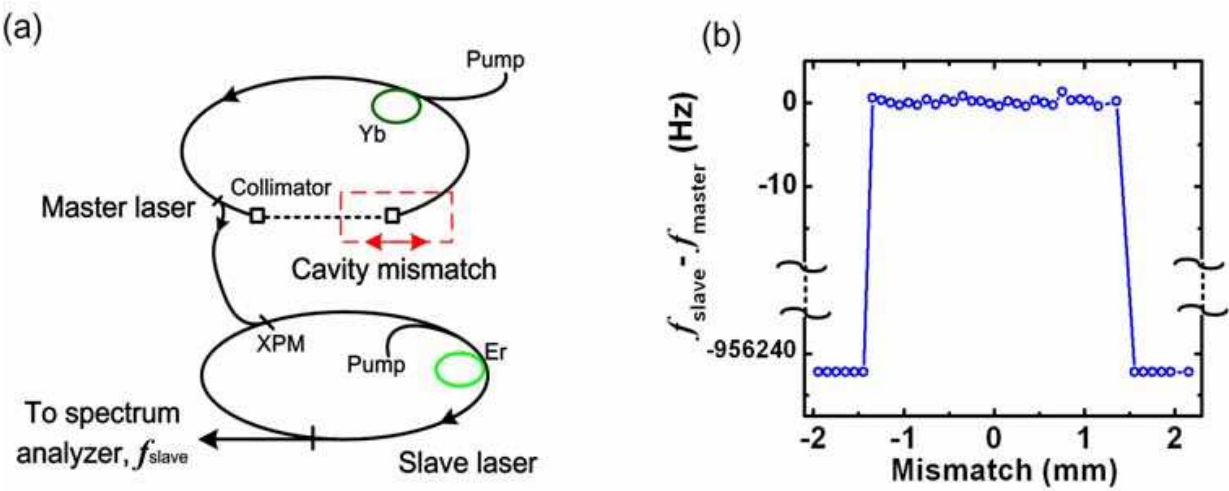 (a)
Pump
Yb
Collimator
Master laser
Cavity mismatch
XPM
Pump
Er
To spectrum
analyzer, fslave
Slave laser
(b)
fslave - fmaster (Hz)
0
-10
-956240
-2
-1
0
1
2
Mismatch (mm)